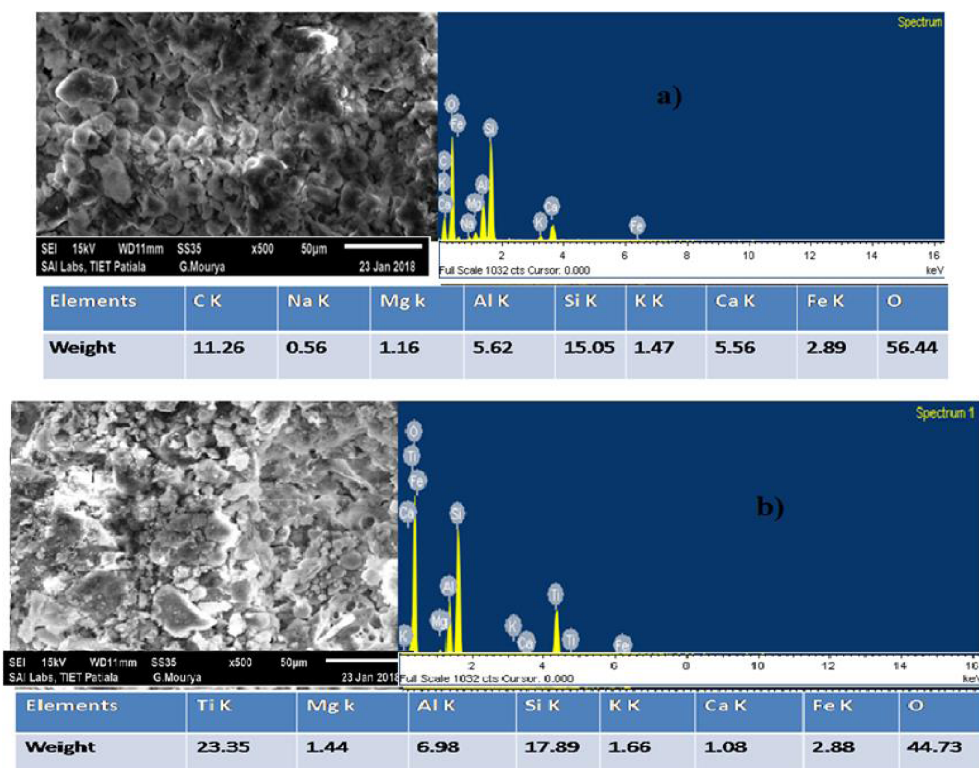 Spectrum
a)
O
Fe
Si
C
K
Al
Ca
Mg
Na
K
Ca
Fe
2 4 6 8 10 12 14 16
Full Scale 1032 cts Cursor: 0.000 keV
SEI 15kV WD11mm SS35 x500 50µm
SAI Labs, TIET Patiala G.Mourya 23 Jan 2018
Elements C K Na K Mg k Al K Si K K K Ca K Fe K O
Weight 11.26 0.56 1.16 5.62 15.05 1.47 5.56 2.89 56.44
Spectrum 1
b)
O
Ti
Fe
Ca
Si
Al
Ti
Mg
K
K
Ca
Ti
Fe
2 4 6 8 10 12 14 16
Full Scale 1032 cts Cursor: 0.000 keV
SEI 15kV WD11mm SS35 x500 50µm
SAI Labs, TIET Patiala G.Mourya 23 Jan 2018
Elements Ti K Mg k Al K Si K K K Ca K Fe K O
Weight 23.35 1.44 6.98 17.89 1.66 1.08 2.88 44.73